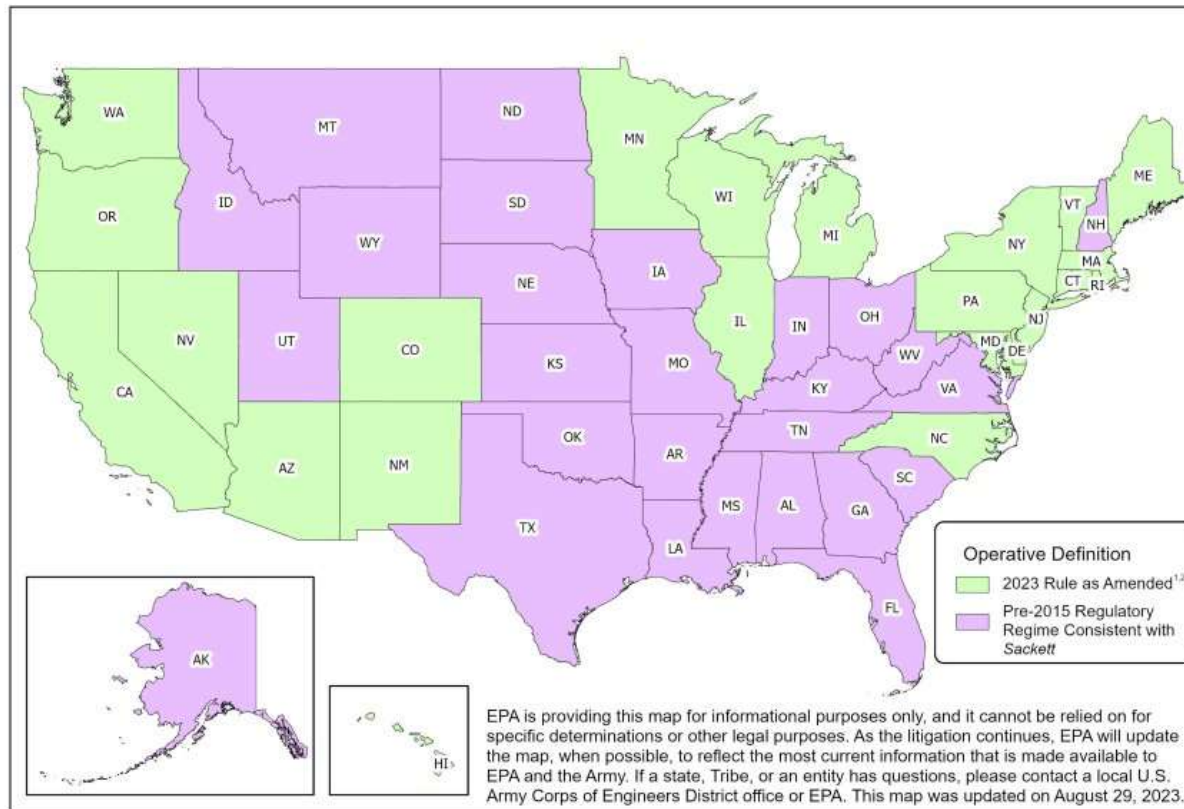 WA
MT
ND
MN
ME
OR
ID
SD
WI
VT
NH
WY
MI
NY
MA
CT
RI
IA
NE
PA
NJ
NV
UT
CO
IL
IN
OH
MD
DE
WV
CA
KS
MO
KY
VA
TN
NC
AZ
NM
OK
AR
SC
TX
MS
AL
GA
LA
FL
AK
HI
Operative Definition
2023 Rule as Amended1,2
Pre-2015 Regulatory
Regime Consistent with
Sackett
EPA is providing this map for informational purposes only, and it cannot be relied on for
specific determinations or other legal purposes. As the litigation continues, EPA will update
the map, when possible, to reflect the most current information that is made available to
EPA and the Army. If a state, Tribe, or an entity has questions, please contact a local U.S.
Army Corps of Engineers District office or EPA. This map was updated on August 29, 2023.